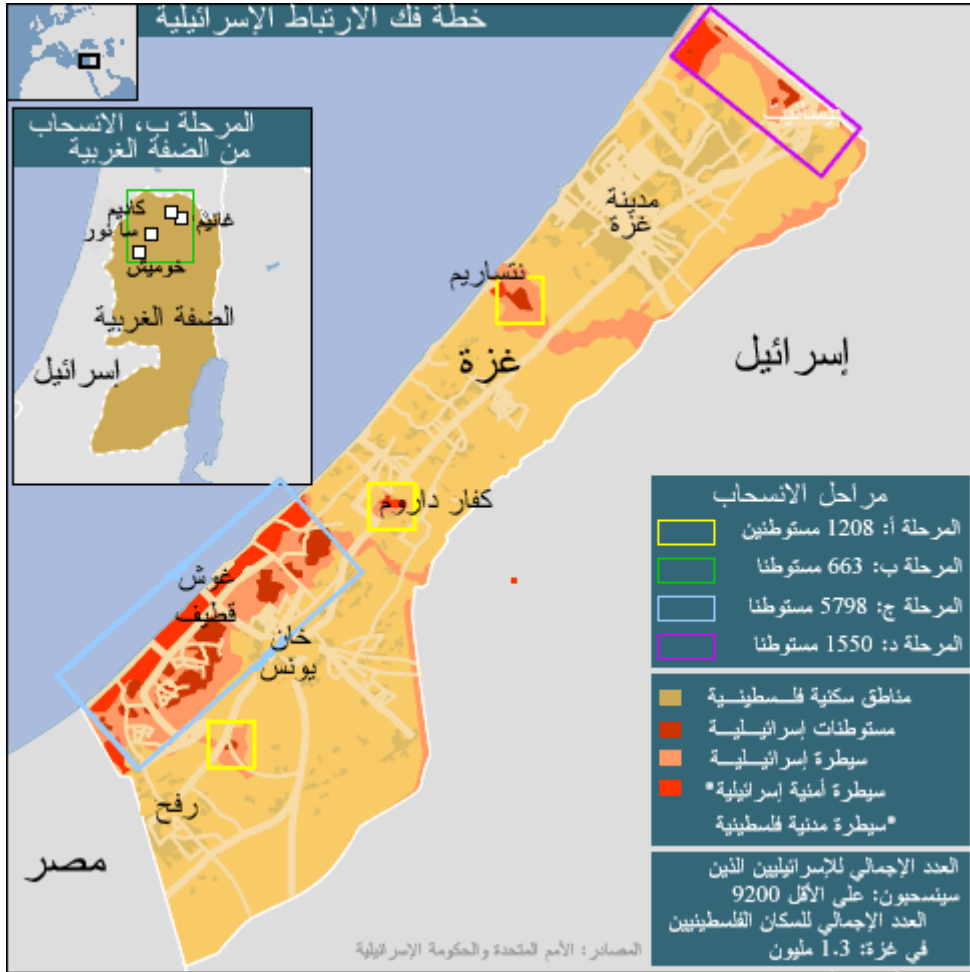 خطة فك الارتباط الإسرائيلية
المرحلة ب، الانسحاب
من الضفة الغربية
كاديم
غانيم
سا نور
حوميش
الضفة الغربية
إسرائيل
بيسانيت
مدينة
غزة
نتساريم
غزة
إسرائيل
كفار داروم
غوش
قطيف
خان
يونس
رفح
مصر
مراحل الانسحاب
المرحلة أ: 1208 مستوطنين
المرحلة ب: 663 مستوطنا
المرحلة ج: 5798 مستوطنا
المرحلة د: 1550 مستوطنا
مناطق سكنية فلسطينية
مستوطنات إسرائيلية
سيطرة إسرائيلية
سيطرة أمنية إسرائيلية*
*سيطرة مدنية فلسطينية
العدد الإجمالي للإسرائيليين الذين
سينسحبون: على الأقل 9200
العدد الإجمالي للسكان الفلسطينيين
في غزة: 1.3 مليون
المصادر: الأمم المتحدة والحكومة الإسرائيلية